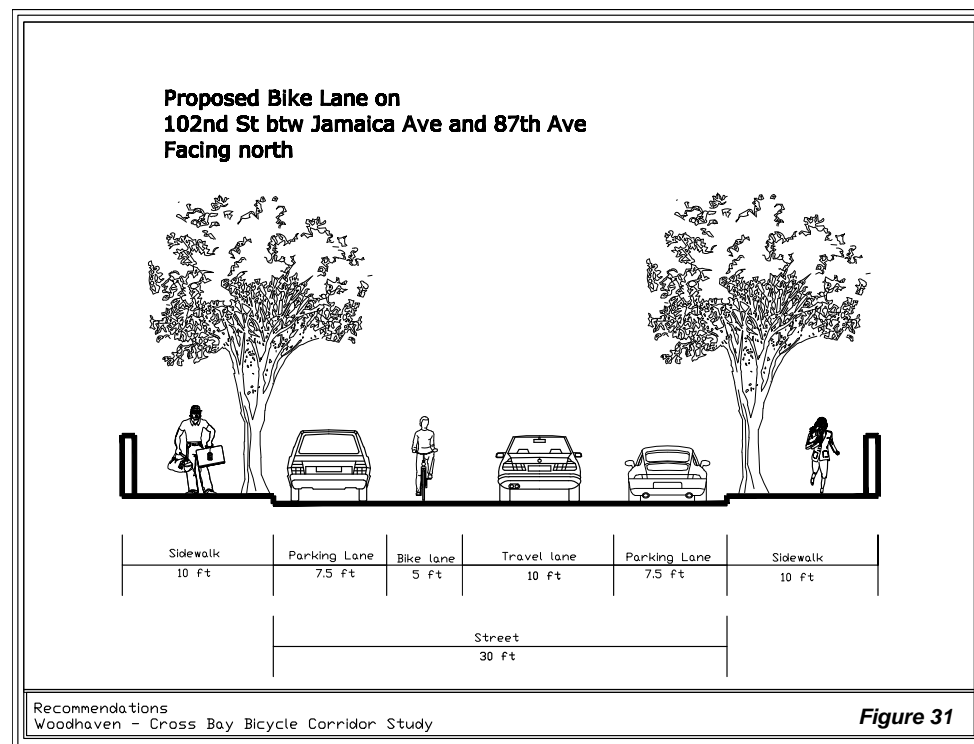 Proposed Bike Lane on
102nd St btw Jamaica Ave and 87th Ave
Facing north
Sidewalk Parking Lane Bike lane Travel lane Parking Lane Sidewalk
10 ft 7.5 ft 5 ft 10 ft 7.5 ft 10 ft
Street
30 ft
Recommendations
Woodhaven - Cross Bay Bicycle Corridor Study
Figure 31